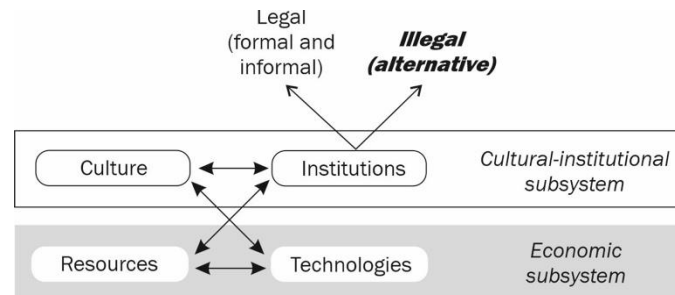 Legal
(formal and
informal)
Illegal
(alternative)
Culture
Institutions
Cultural-institutional
subsystem
Resources
Technologies
Economic
subsystem